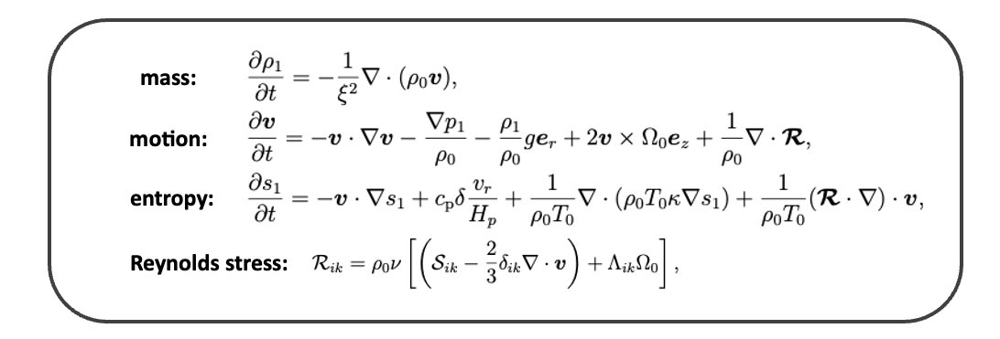 mass: ∂ρ₁/∂t = −1/ξ² ∇ · (ρ₀𝒗),
motion: ∂𝒗/∂t = −𝒗 · ∇𝒗 − ∇p₁/ρ₀ − ρ₁/ρ₀ g𝒆ᵣ + 2𝒗 × Ω₀𝒆_z + 1/ρ₀ ∇ · 𝓡,
entropy: ∂s₁/∂t = −𝒗 · ∇s₁ + c_pδ v_r/H_p + 1/ρ₀T₀ ∇ · (ρ₀T₀κ∇s₁) + 1/ρ₀T₀ (𝓡 · ∇) · 𝒗,
Reynolds stress: ℛ_ik = ρ₀ν [(𝒮_ik − 2/3 δ_ik∇ · 𝒗) + Λ_ikΩ₀],